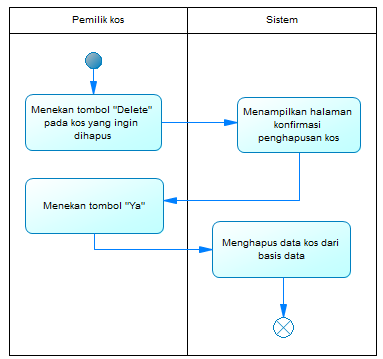 Pemilik kos
Sistem
Menekan tombol "Delete"
pada kos yang ingin
dihapus
Menampilkan halaman
konfirmasi
penghapusan kos
Menekan tombol "Ya"
Menghapus data kos dari
basis data